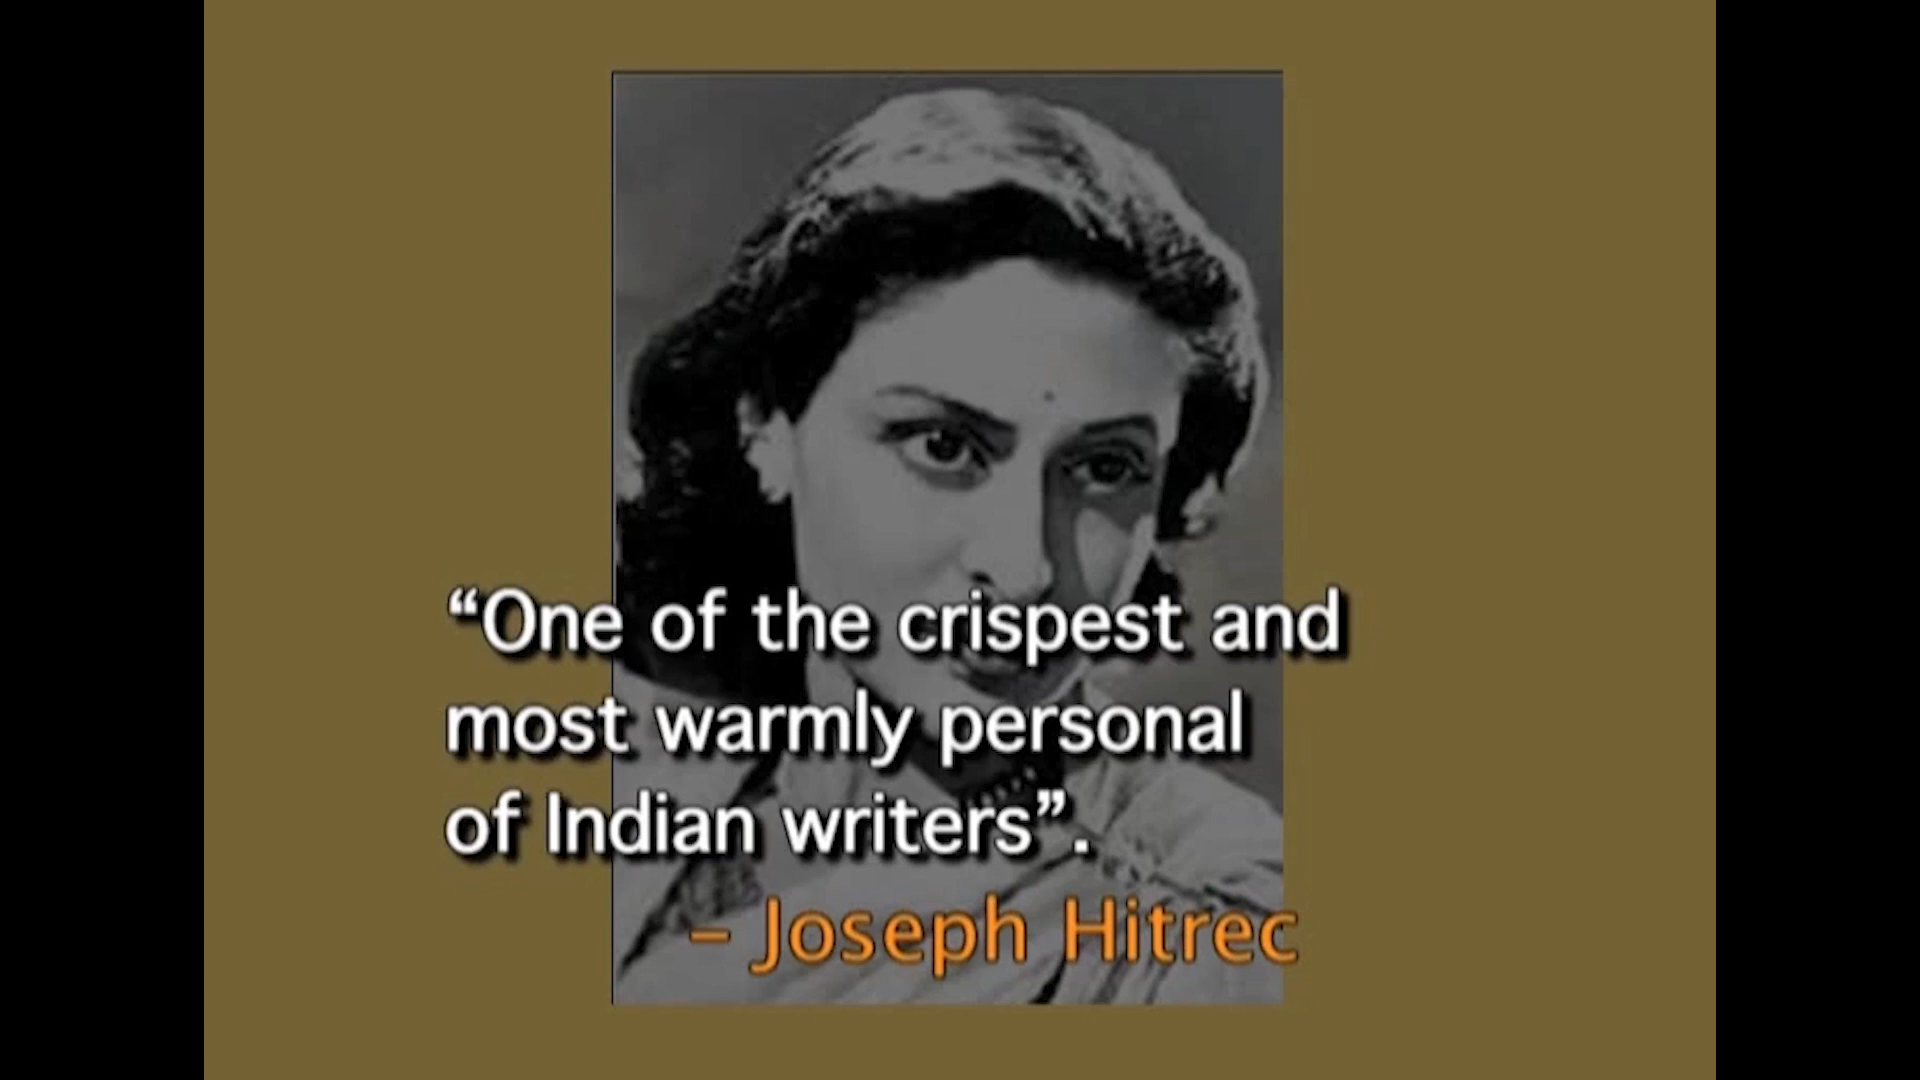 “One of the crispest and
most warmly personal
of Indian writers”.
– Joseph Hitrec